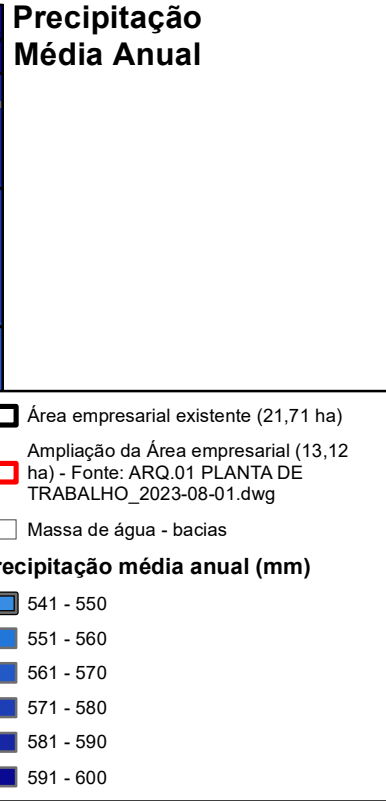 Precipitação
Média Anual
Área empresarial existente (21,71 ha)
Ampliação da Área empresarial (13,12
ha) - Fonte: ARQ.01 PLANTA DE
TRABALHO_2023-08-01.dwg
Massa de água - bacias
recipitação média anual (mm)
541 - 550
551 - 560
561 - 570
571 - 580
581 - 590
591 - 600